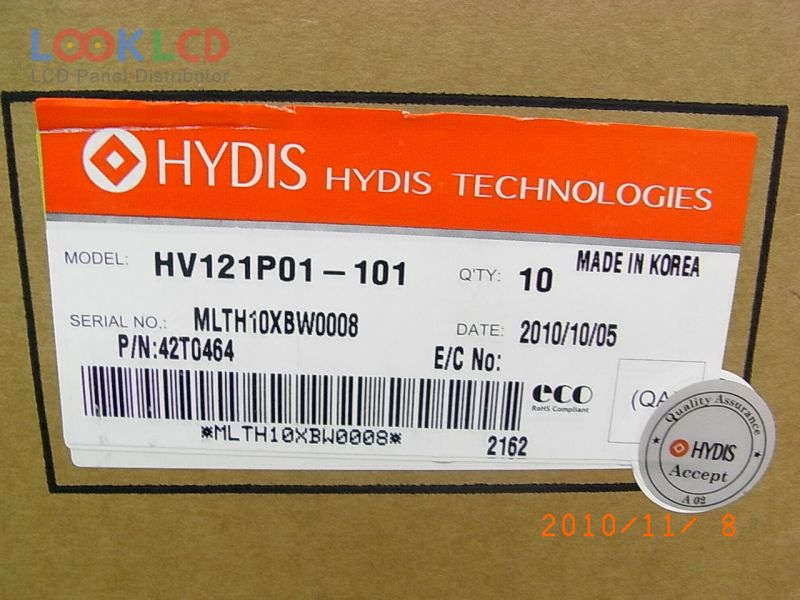 LOOKLCD
LCD Panel Distributor
HYDIS HYDIS TECHNOLOGIES
MODEL: HV121P01-101 Q'TY: 10 MADE IN KOREA
SERIAL NO.: MLTH10XBW0008 DATE: 2010/10/05
P/N:42T0464 E/C No:
eco
RoHS Compliant
(QA
*MLTH10XBW0008* 2162
Quality Assurance
HYDIS
Accept
A 02
2010/11/ 8